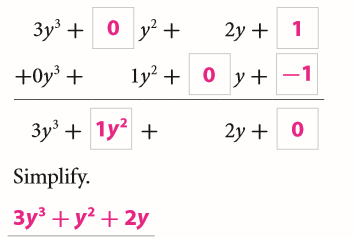 3y³ + 0 y² + 2y + 1
+0y³ + 1y² + 0 y + −1
3y³ + 1y² + 2y + 0
Simplify.
3y³ + y² + 2y